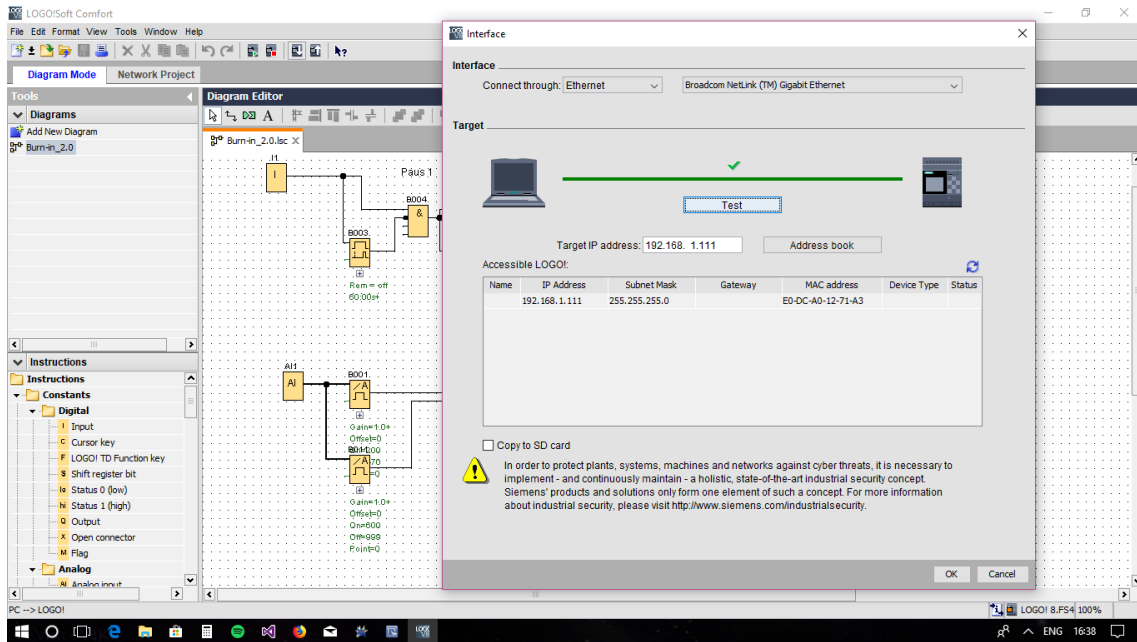 LOGO!Soft Comfort
File Edit Format View Tools Window Help
Diagram Mode Network Project
Tools
Diagrams
Add New Diagram
Burn-in_2.0
Instructions
Instructions
Constants
Digital
I Input
C Cursor key
F LOGO! TD Function key
S Shift register bit
lo Status 0 (low)
hi Status 1 (high)
Q Output
X Open connector
M Flag
Analog
AI Analog input
PC --> LOGO!
Diagram Editor
A
Burn-in_2.0.lsc X
I1
I
Páus 1
B004
&
B003
Rem = off
60:00s+
AI1
AI
B001
/A
Gain=1.0+
Offset=0
/A
Gain=1.0+
Offset=0
On=600
Off=999
Point=0
Interface
Interface
Connect through: Ethernet Broadcom NetLink (TM) Gigabit Ethernet
Target
Test
Target IP address: 192.168. 1.111 Address book
Accessible LOGO!:
Name IP Address Subnet Mask Gateway MAC address Device Type Status
192.168.1.111 255.255.255.0 E0-DC-A0-12-71-A3
Copy to SD card
In order to protect plants, systems, machines and networks against cyber threats, it is necessary to
implement - and continuously maintain - a holistic, state-of-the-art industrial security concept.
Siemens' products and solutions only form one element of such a concept. For more information
about industrial security, please visit http://www.siemens.com/industrialsecurity.
OK Cancel
LOGO! 8.FS4 100%
ENG 16:38